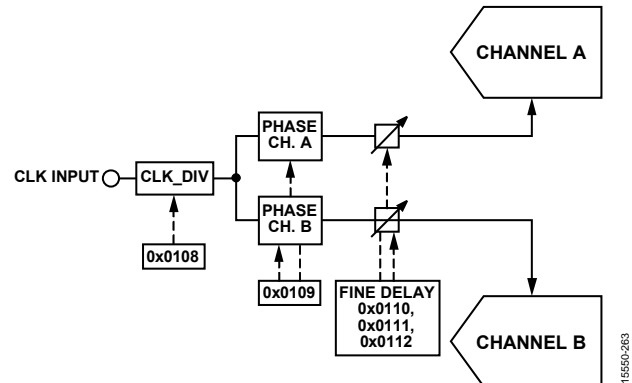 CHANNEL A
PHASE
CH. A
CLK INPUT
CLK_DIV
PHASE
CH. B
0x0108
0x0109
FINE DELAY
0x0110,
0x0111,
0x0112
CHANNEL B
15550-263